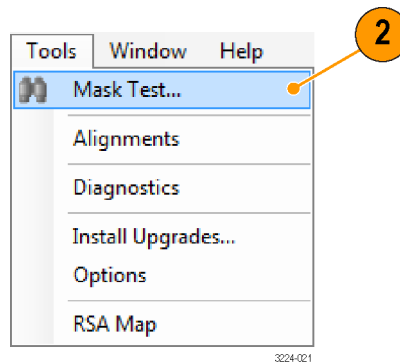 2
Tools Window Help
Mask Test...
Alignments
Diagnostics
Install Upgrades...
Options
RSA Map
3224-021